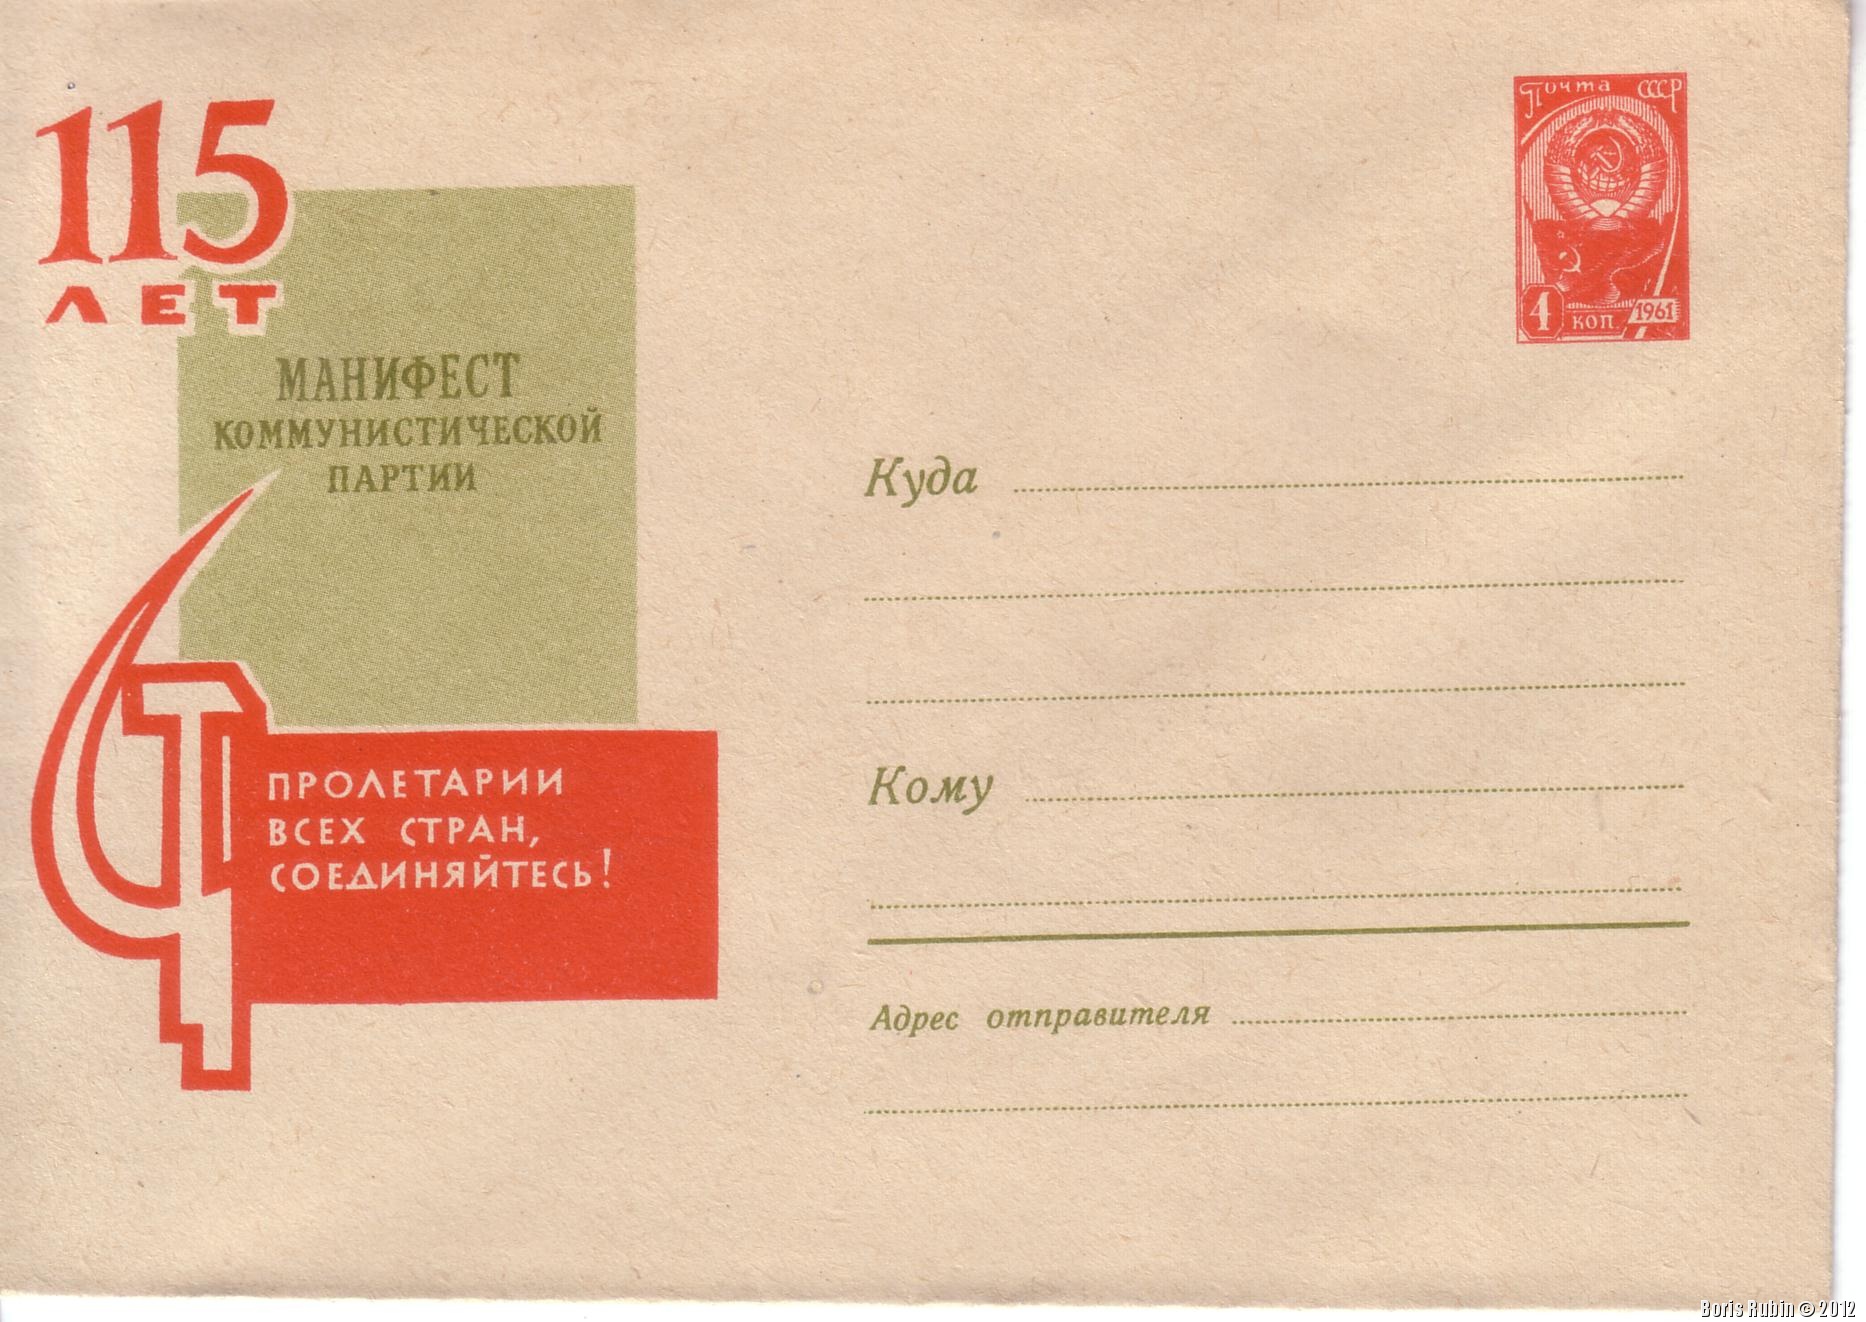 115
ЛЕТ
МАНИФЕСТ
КОММУНИСТИЧЕСКОЙ
ПАРТИИ
ПРОЛЕТАРИИ
ВСЕХ СТРАН,
СОЕДИНЯЙТЕСЬ!
Почта СССР
4 КОП. 1961
Куда
Кому
Адрес отправителя
Boris Rubin © 2012